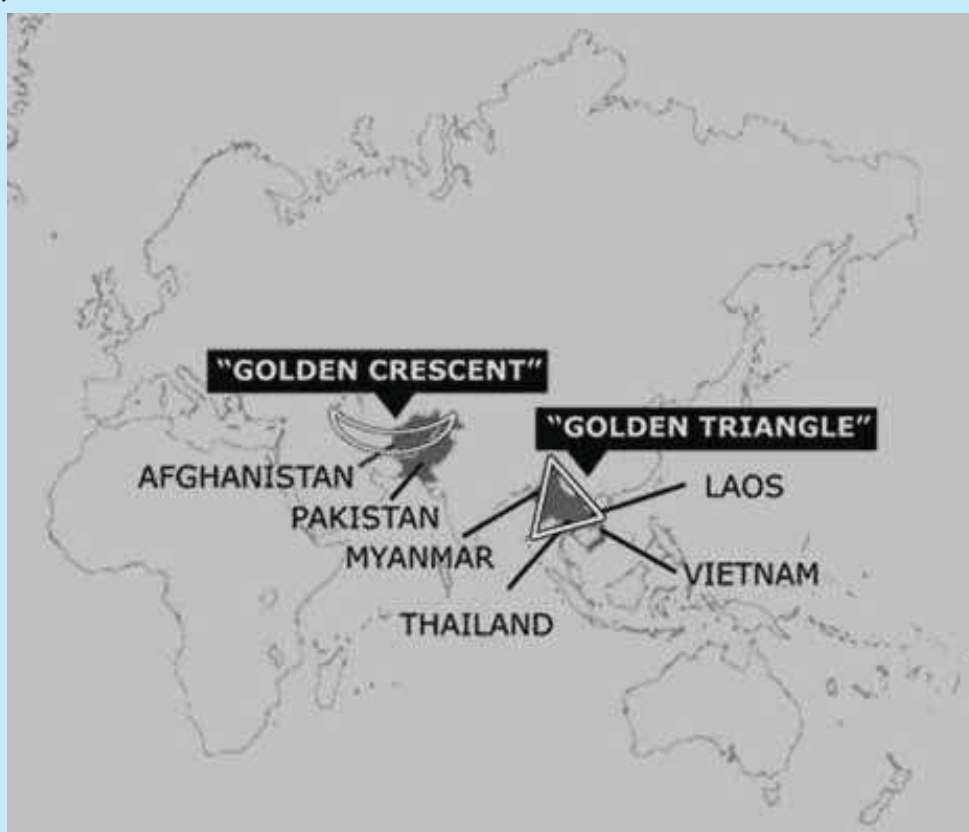 “GOLDEN CRESCENT”
“GOLDEN TRIANGLE”
AFGHANISTAN
LAOS
PAKISTAN
MYANMAR
VIETNAM
THAILAND